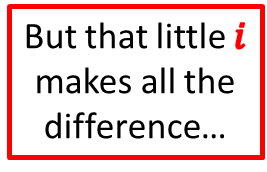 But that little i
makes all the
difference...